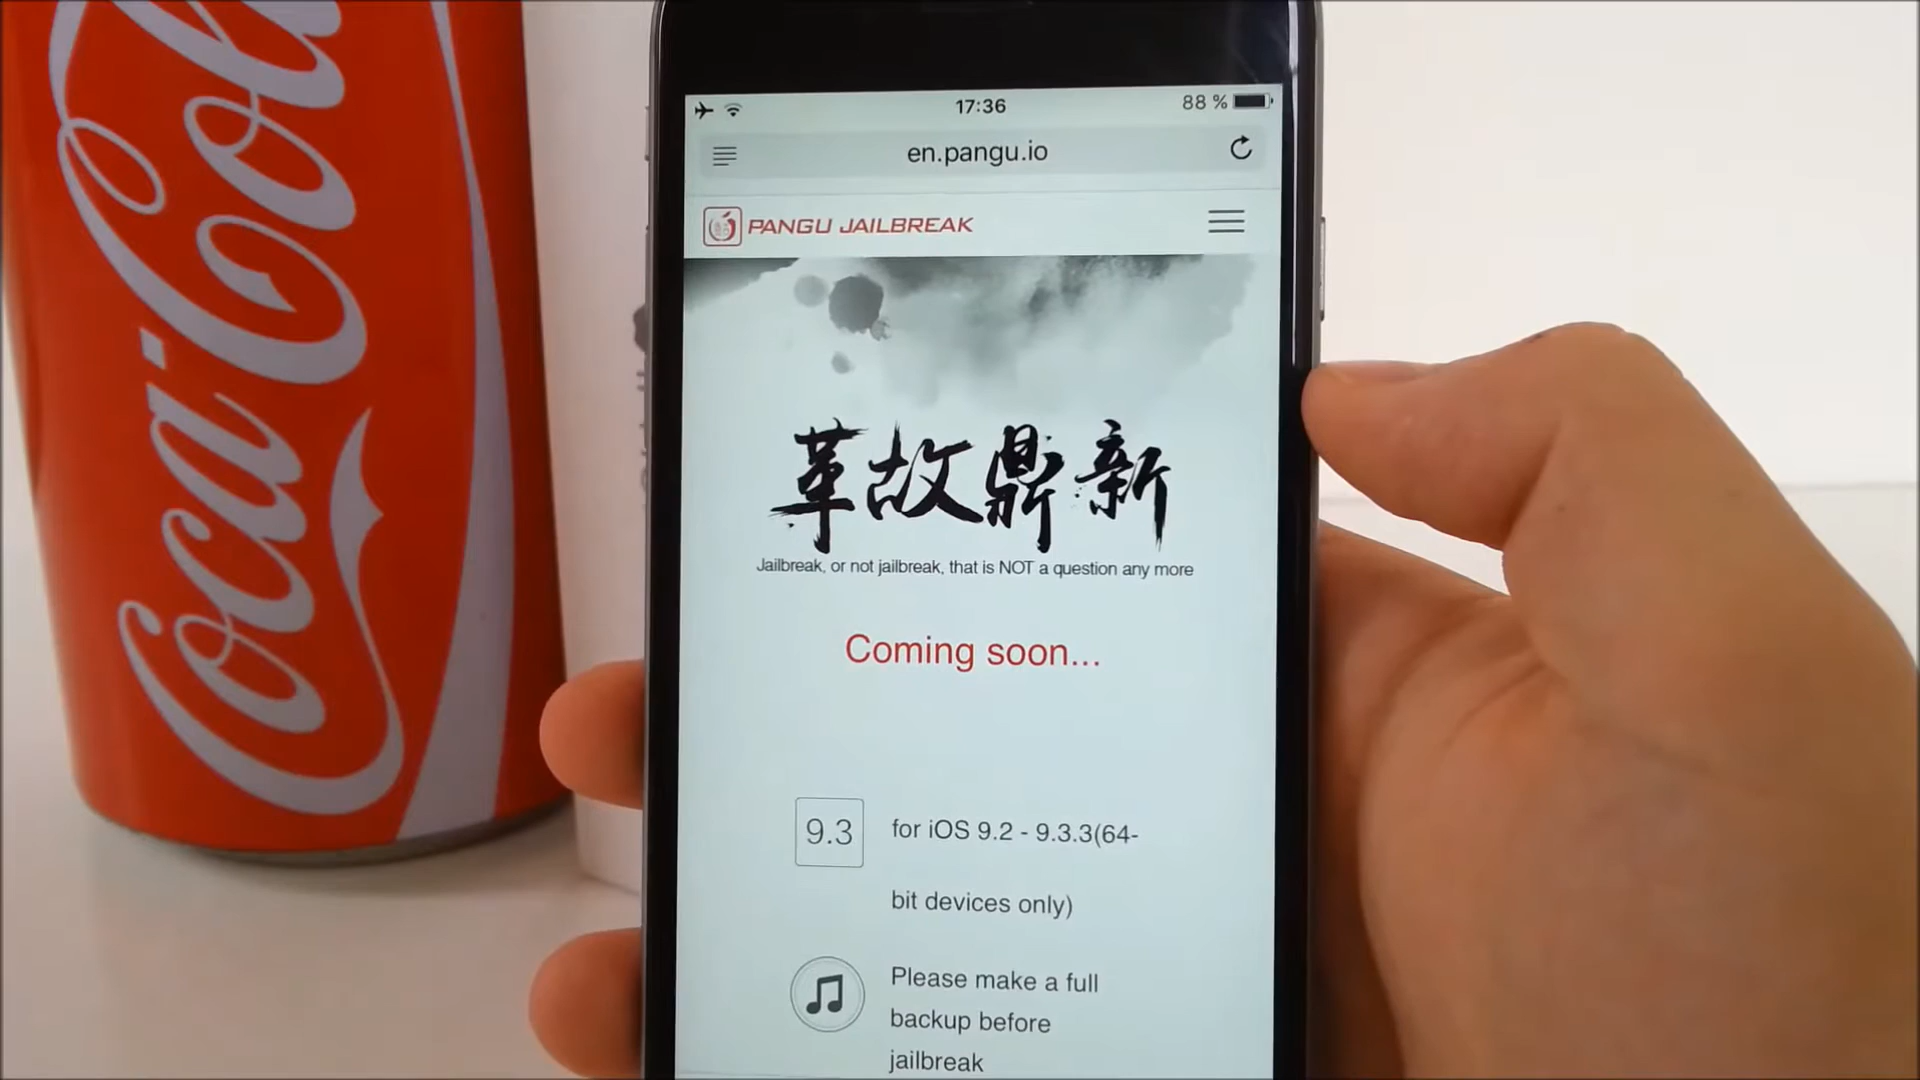 Coca-Cola
17:36
88 %
en.pangu.io
PANGU JAILBREAK
革故鼎新
Jailbreak, or not jailbreak, that is NOT a question any more
Coming soon...
9.3
for iOS 9.2 - 9.3.3(64-
bit devices only)
Please make a full
backup before
jailbreak